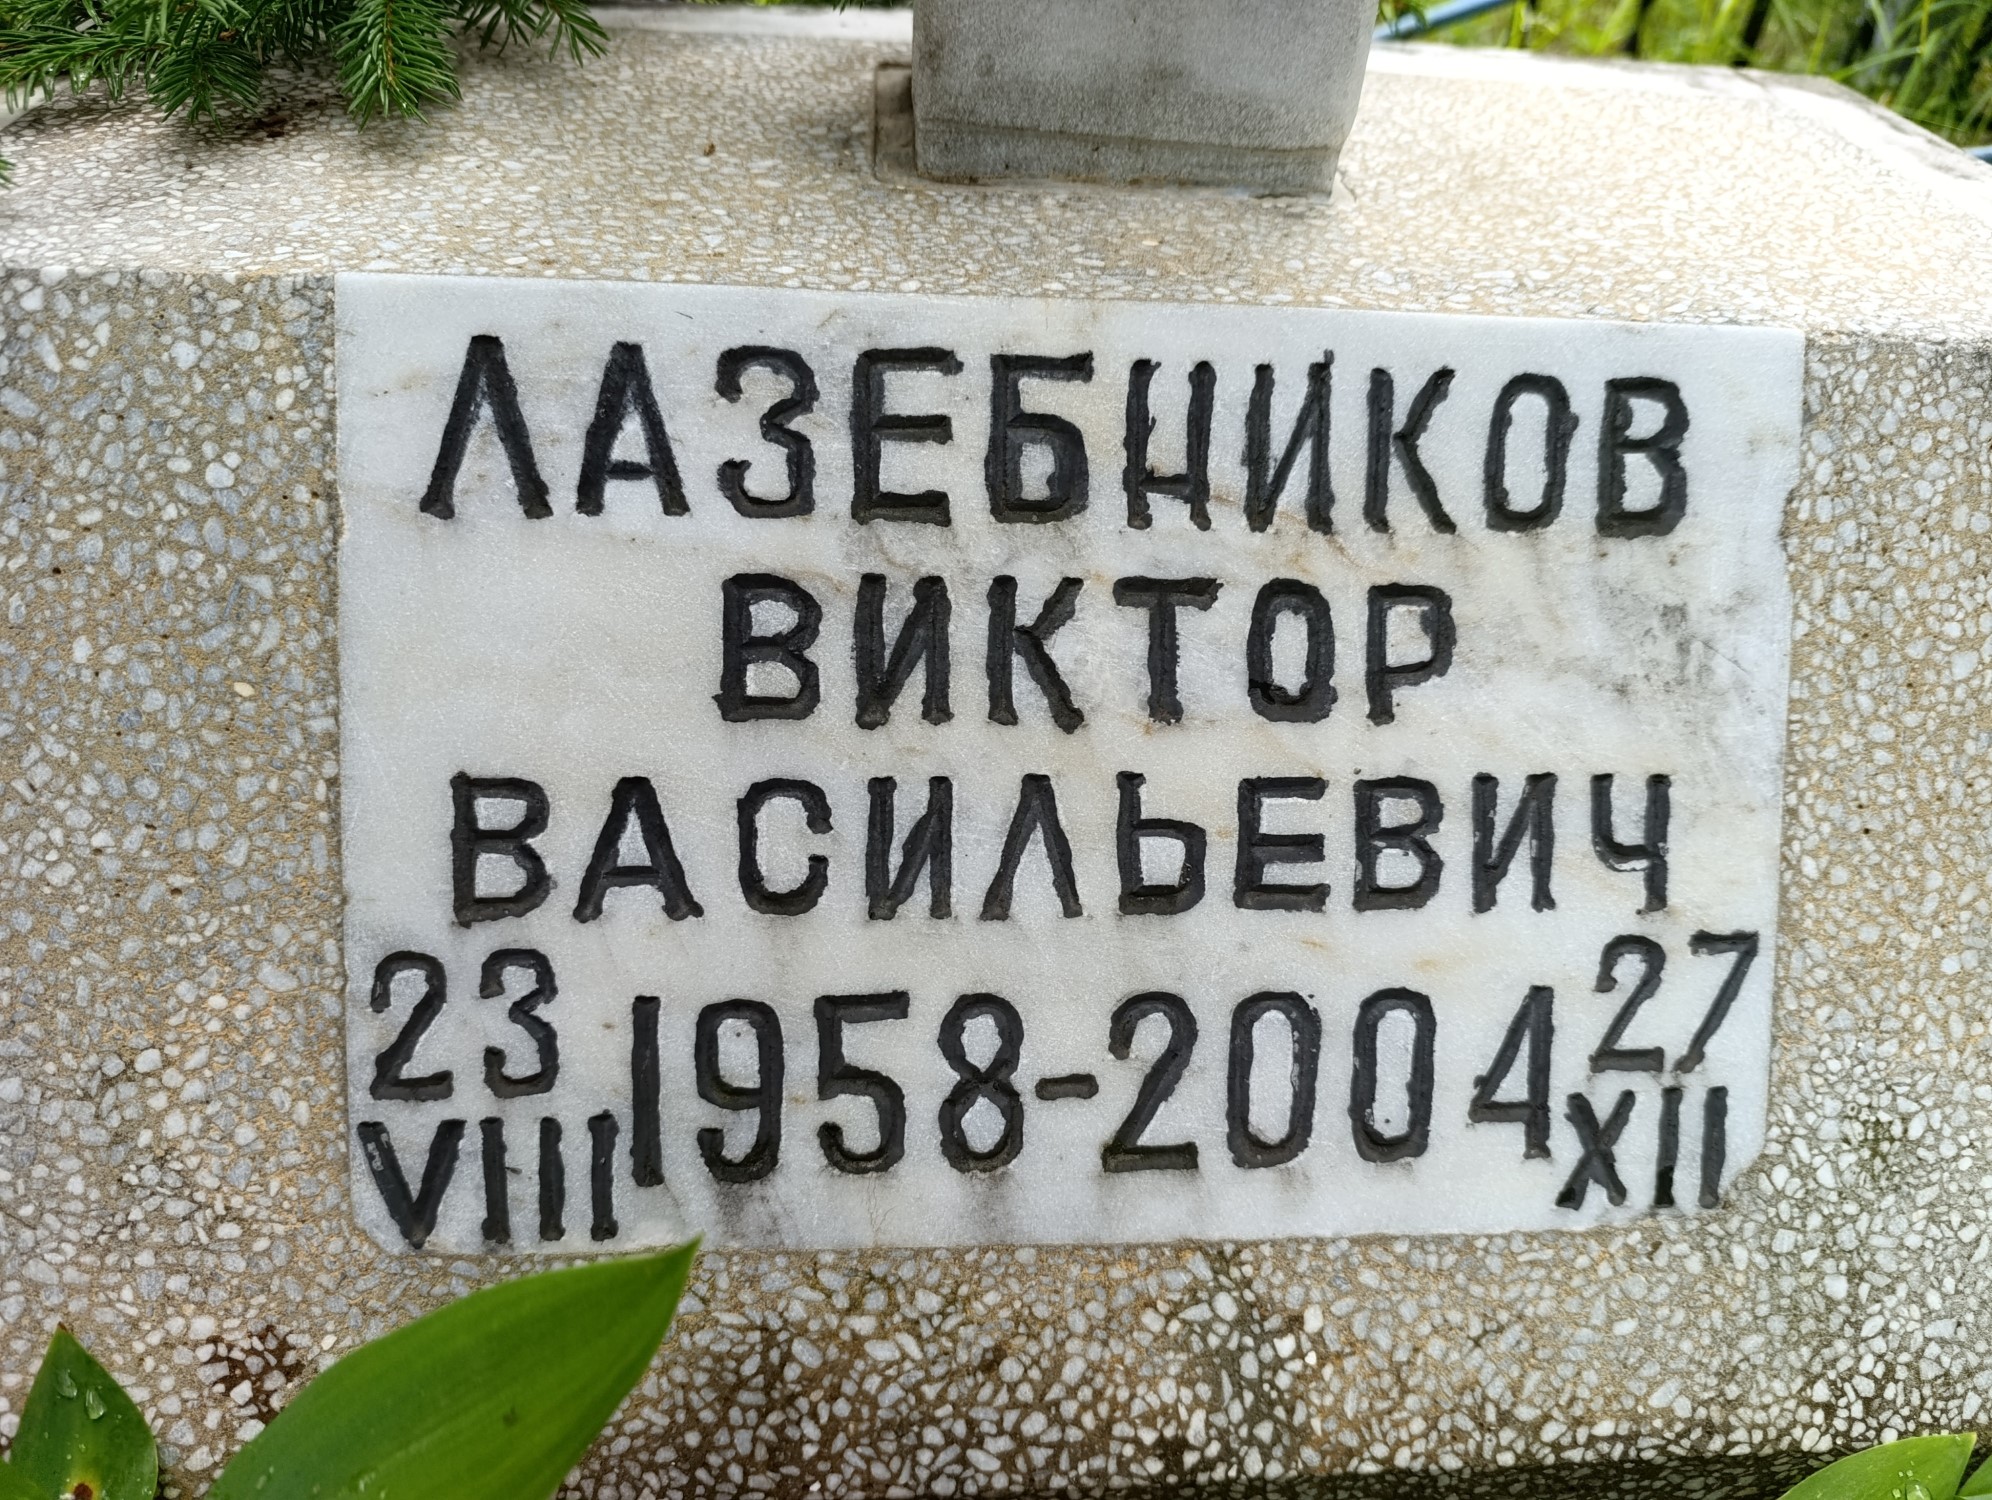 ЛАЗЕБНИКОВ
ВИКТОР
ВАСИЛЬЕВИЧ
23 VIII 1958-2004 27 XII